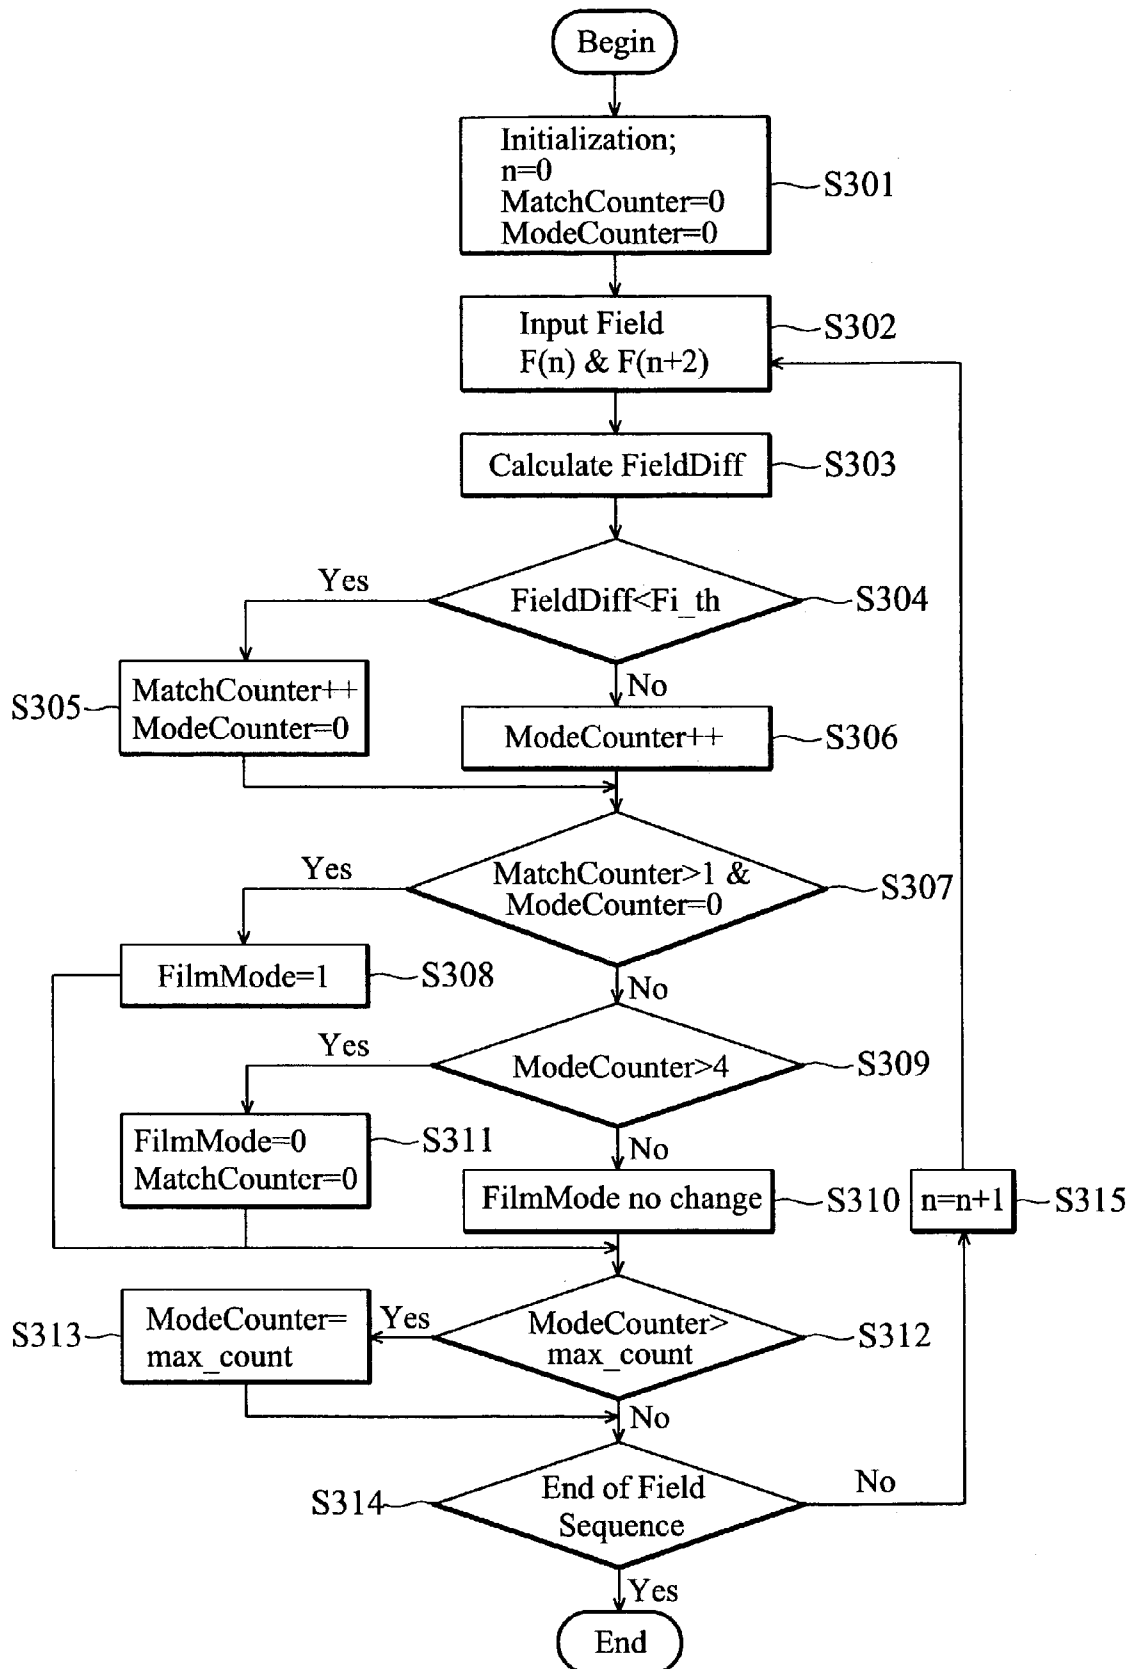 Begin
Initialization;
n=0
MatchCounter=0
ModeCounter=0
S301
Input Field
F(n) & F(n+2)
S302
Calculate FieldDiff
S303
Yes
FieldDiff<Fi_th
S304
No
S305
MatchCounter++
ModeCounter=0
ModeCounter++
S306
Yes
MatchCounter>1 &
ModeCounter=0
S307
No
FilmMode=1
S308
Yes
ModeCounter>4
S309
No
FilmMode=0
MatchCounter=0
S311
FilmMode no change
S310
n=n+1
S315
S313
ModeCounter=
max_count
Yes
ModeCounter>
max_count
S312
No
S314
End of Field
Sequence
No
Yes
End